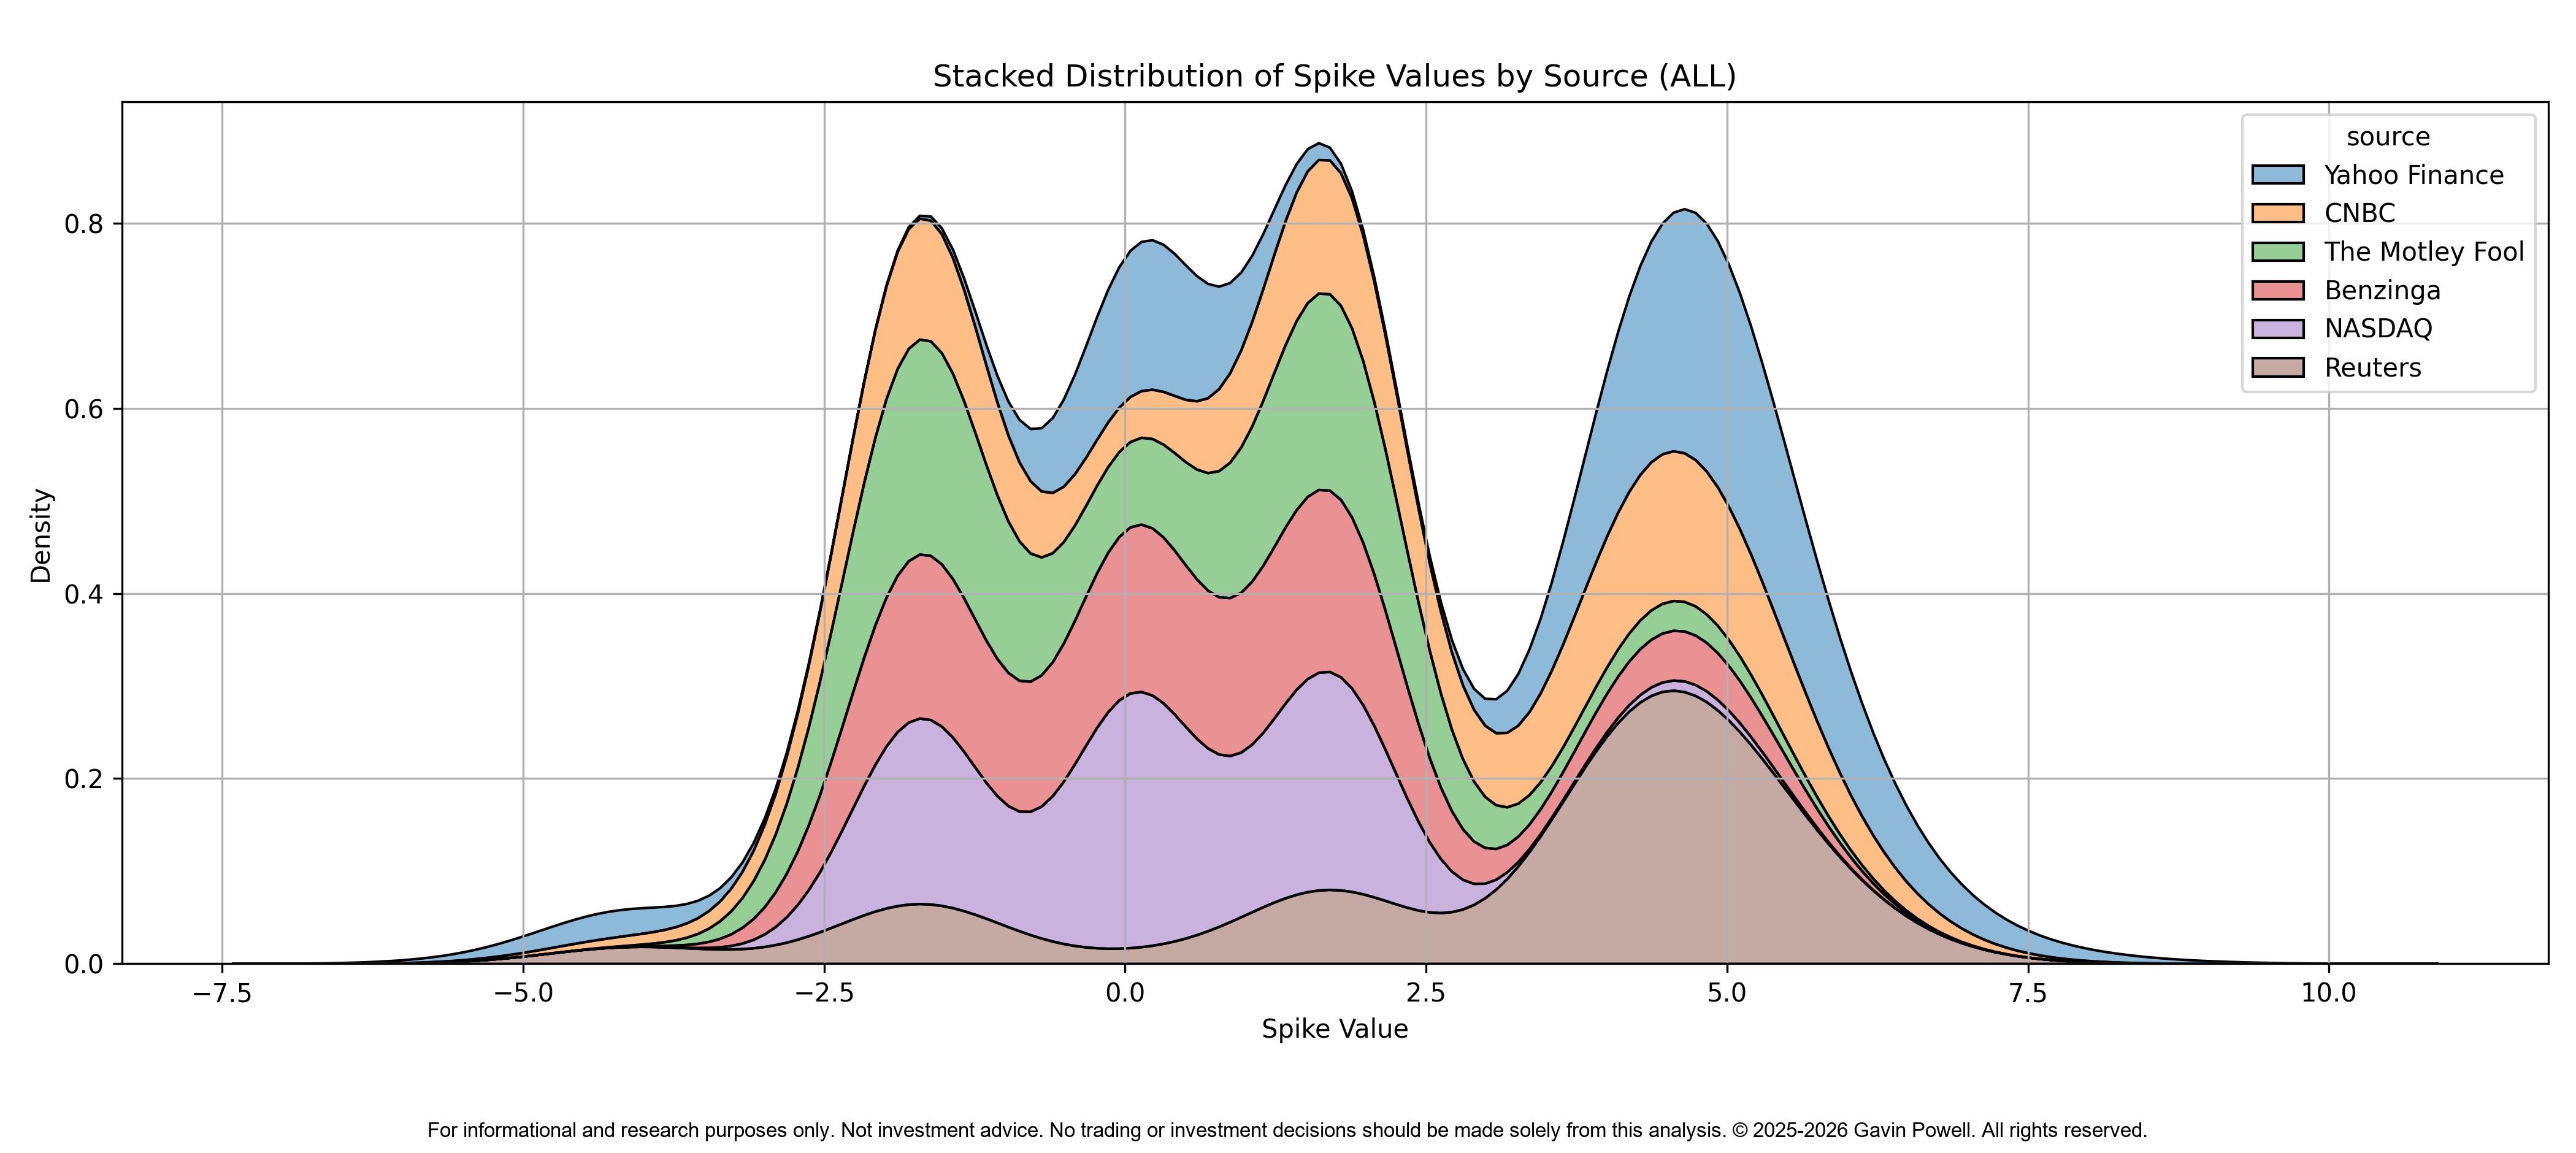 Stacked Distribution of Spike Values by Source (ALL)
source
Yahoo Finance
CNBC
The Motley Fool
Benzinga
NASDAQ
Reuters
Density
0.8
0.6
0.4
0.2
0.0
−7.5 −5.0 −2.5 0.0 2.5 5.0 7.5 10.0
Spike Value
For informational and research purposes only. Not investment advice. No trading or investment decisions should be made solely from this analysis. © 2025-2026 Gavin Powell. All rights reserved.